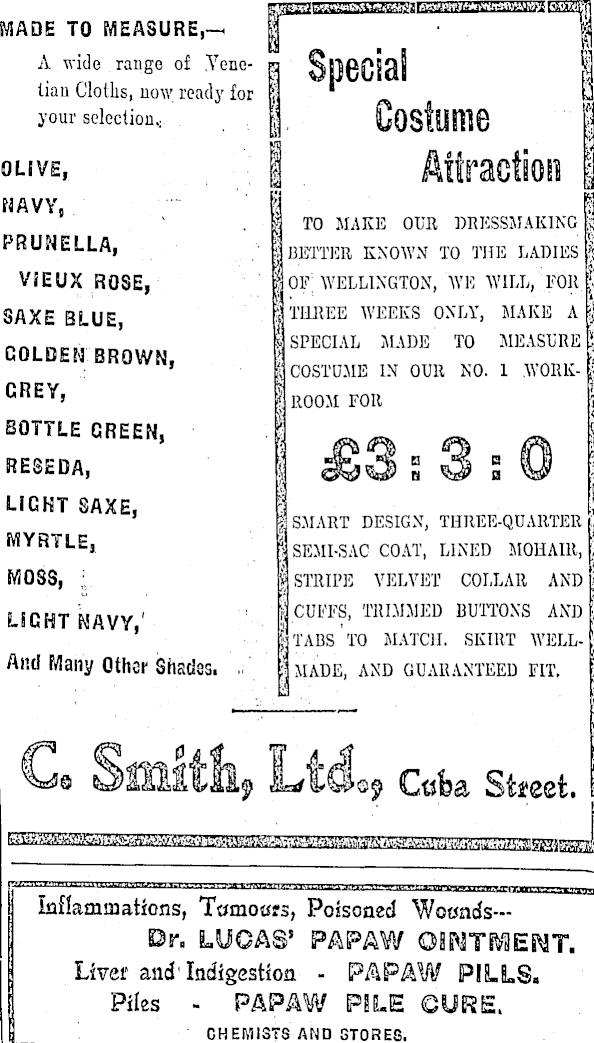 MADE TO MEASURE,—
A wide range of Vene-
tian Cloths, now ready for
your selection.
OLIVE,
NAVY,
PRUNELLA,
VIEUX ROSE,
SAXE BLUE,
GOLDEN BROWN,
GREY,
BOTTLE GREEN,
RESEDA,
LIGHT SAXE,
MYRTLE,
MOSS,
LIGHT NAVY,
And Many Other Shades.
Special
Costume
Attraction
TO MAKE OUR DRESSMAKING
BETTER KNOWN TO THE LADIES
OF WELLINGTON, WE WILL, FOR
THREE WEEKS ONLY, MAKE A
SPECIAL MADE TO MEASURE
COSTUME IN OUR NO. 1 WORK-
ROOM FOR
£3 : 3 : 0
SMART DESIGN, THREE-QUARTER
SEMI-SAC COAT, LINED MOHAIR,
STRIPE VELVET COLLAR AND
CUFFS, TRIMMED BUTTONS AND
TABS TO MATCH. SKIRT WELL-
MADE, AND GUARANTEED FIT.
C. Smith, Ltd., Cuba Street.
Inflammations, Tumours, Poisoned Wounds---
Dr. LUCAS' PAPAW OINTMENT.
Liver and Indigestion - PAPAW PILLS.
Piles - PAPAW PILE CURE.
CHEMISTS AND STORES.